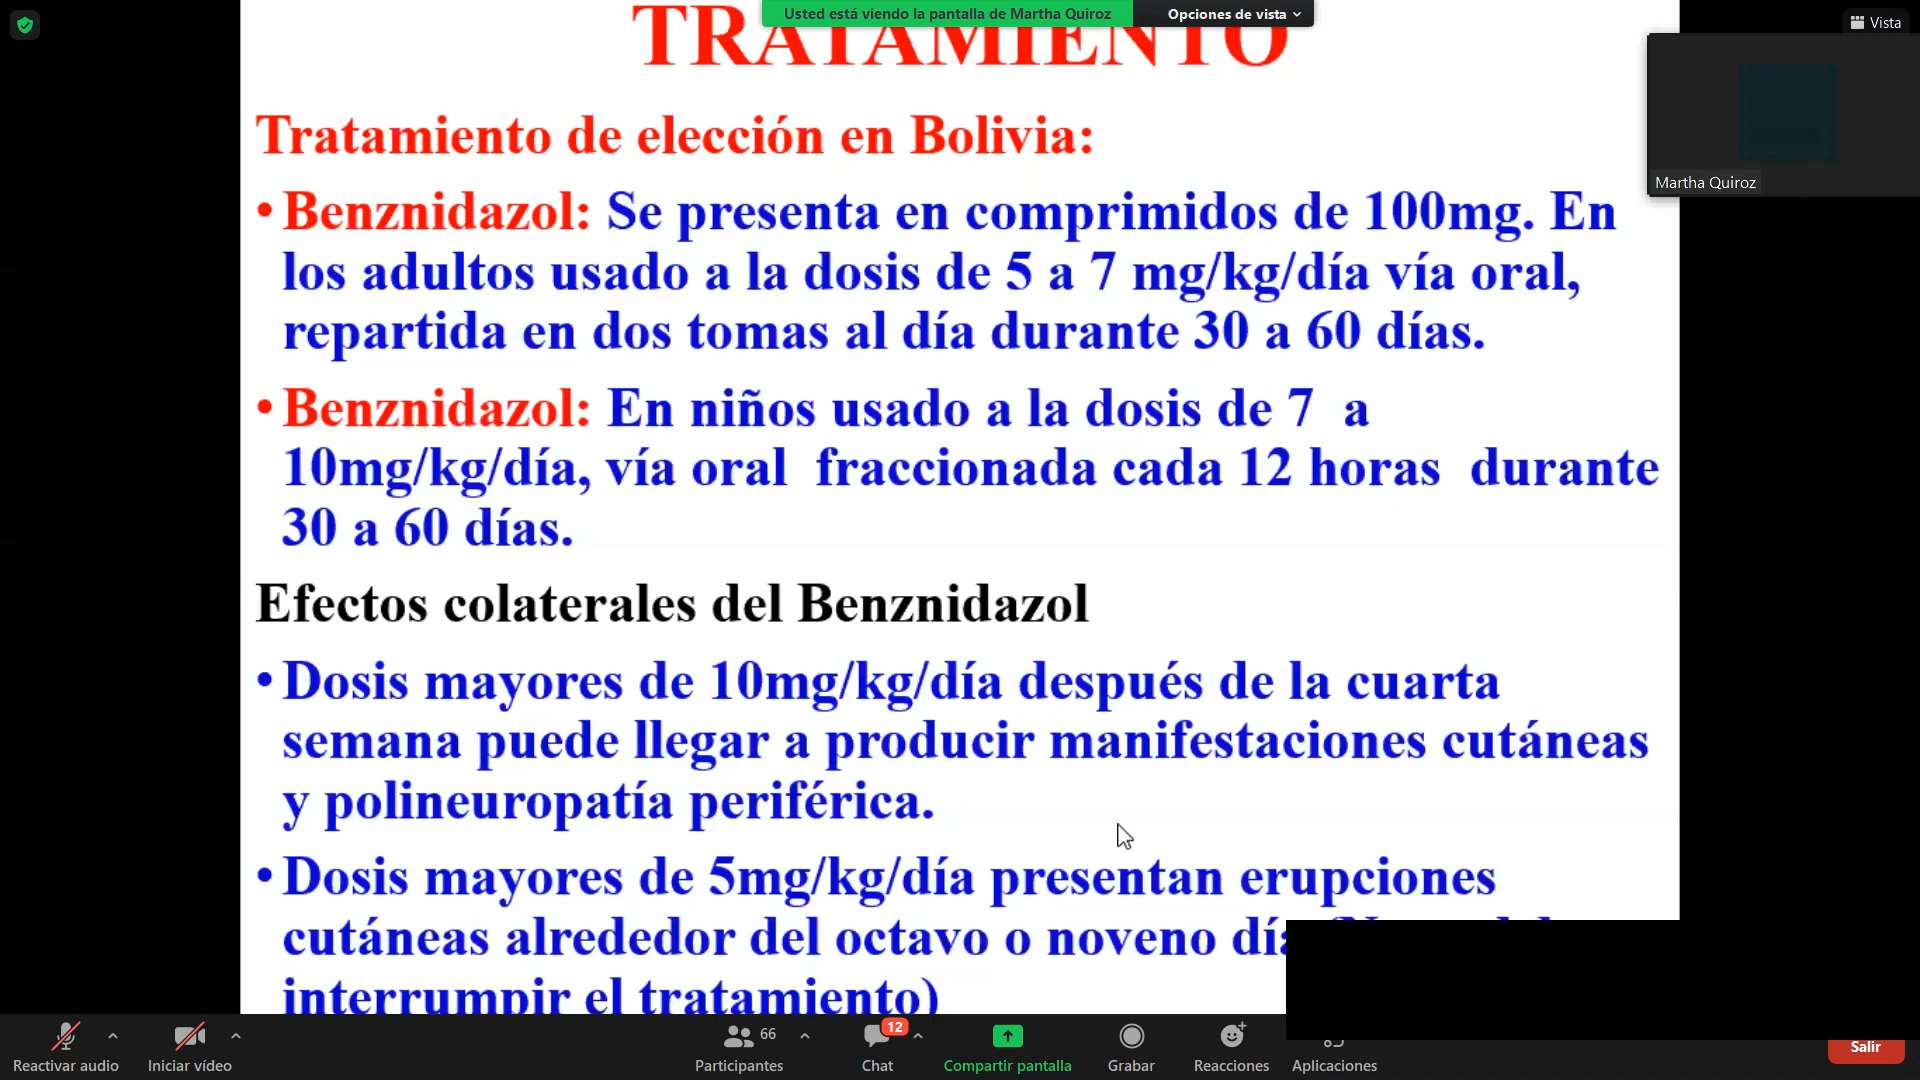 Usted está viendo la pantalla de Martha Quiroz
Opciones de vista
Vista
TRATAMIENTO
Martha Quiroz
Tratamiento de elección en Bolivia:
• Benznidazol: Se presenta en comprimidos de 100mg. En
los adultos usado a la dosis de 5 a 7 mg/kg/día vía oral,
repartida en dos tomas al día durante 30 a 60 días.
• Benznidazol: En niños usado a la dosis de 7 a
10mg/kg/día, vía oral fraccionada cada 12 horas durante
30 a 60 días.
Efectos colaterales del Benznidazol
• Dosis mayores de 10mg/kg/día después de la cuarta
semana puede llegar a producir manifestaciones cutáneas
y polineuropatía periférica.
• Dosis mayores de 5mg/kg/día presentan erupciones
cutáneas alrededor del octavo o noveno
interrumpir el tratamiento)
66
12
Reactivar audio
Iniciar vídeo
Participantes
Chat
Compartir pantalla
Grabar
Reacciones
Aplicaciones
Salir